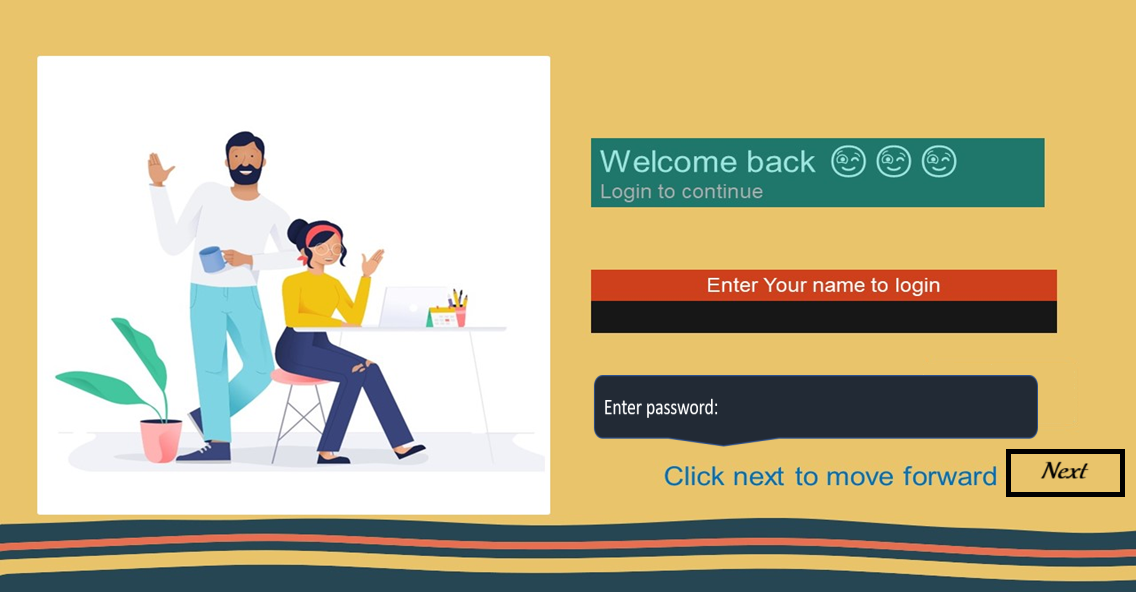 Welcome back 😉 😉 😉
Login to continue
Enter Your name to login
Enter password:
Click next to move forward
Next